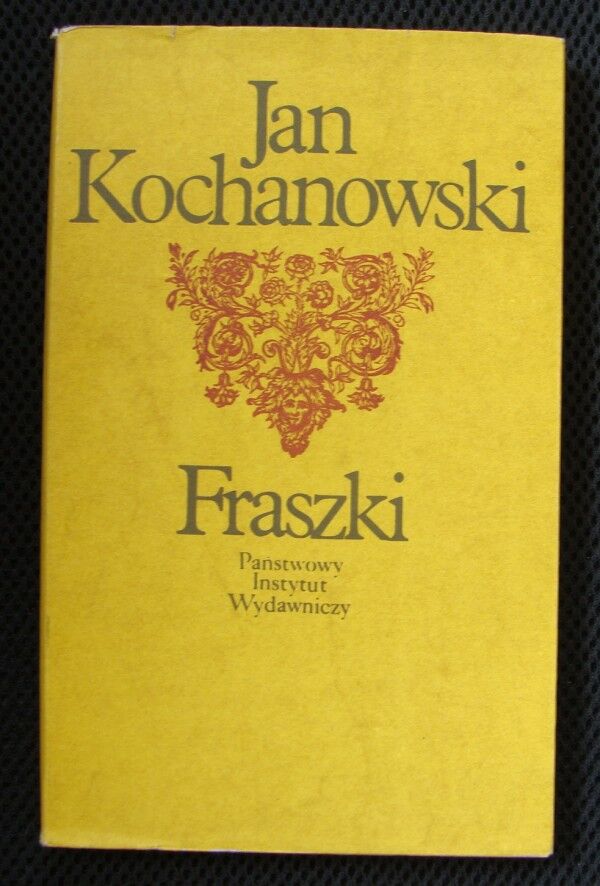 Jan
Kochanowski
Fraszki
Państwowy
Instytut
Wydawniczy